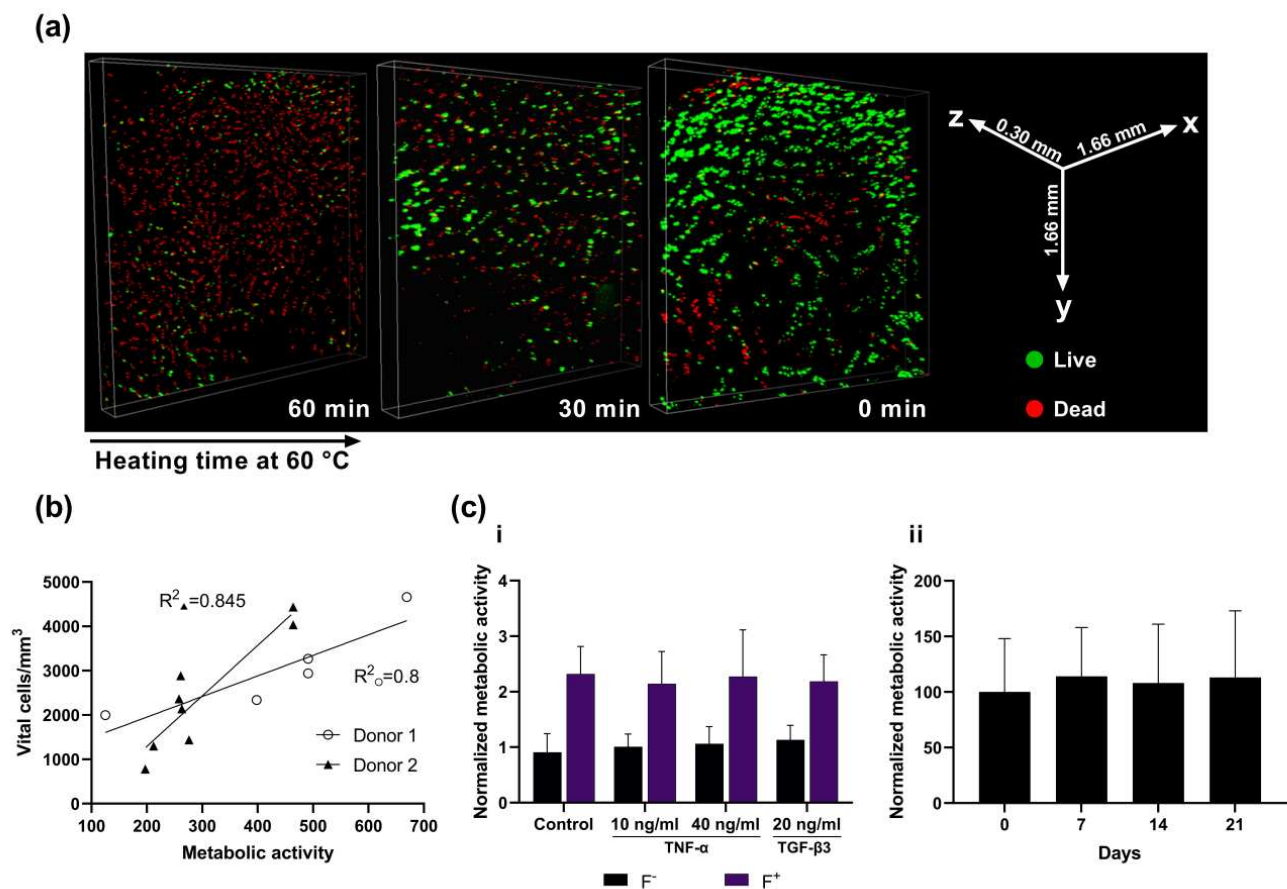 (a)
z
0.30 mm
1.66 mm
x
1.66 mm
y
Live
Dead
60 min
30 min
0 min
Heating time at 60 °C
(b)
Vital cells/mm³
5000
4000
3000
2000
1000
0
R²▲=0.845
R²○=0.8
Donor 1
Donor 2
100 200 300 400 500 600 700
Metabolic activity
(c)
i
Normalized metabolic activity
4
3
2
1
0
Control 10 ng/ml 40 ng/ml 20 ng/ml
TNF-α TGF-β3
F⁻ F⁺
ii
Normalized metabolic activity
200
150
100
50
0
0 7 14 21
Days